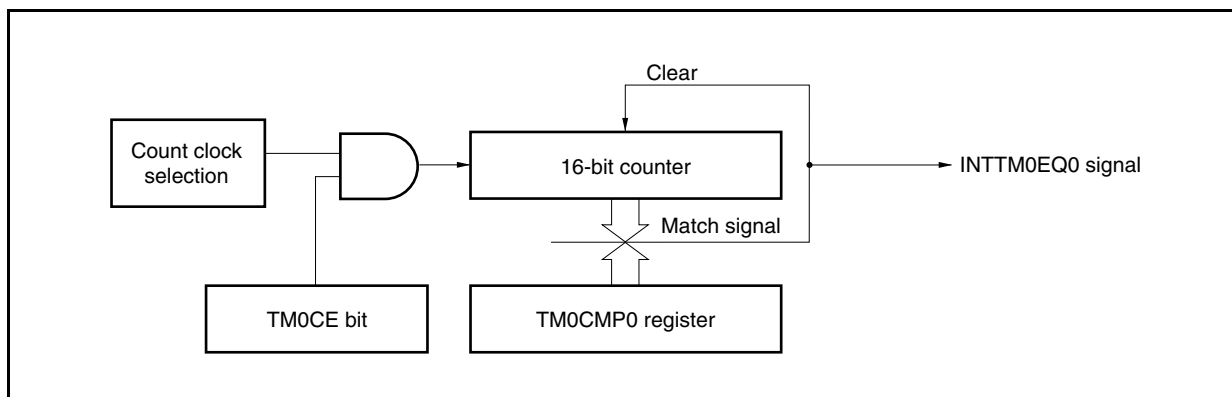 Clear
Count clock
selection
16-bit counter
INTTM0EQ0 signal
Match signal
TM0CE bit
TM0CMP0 register